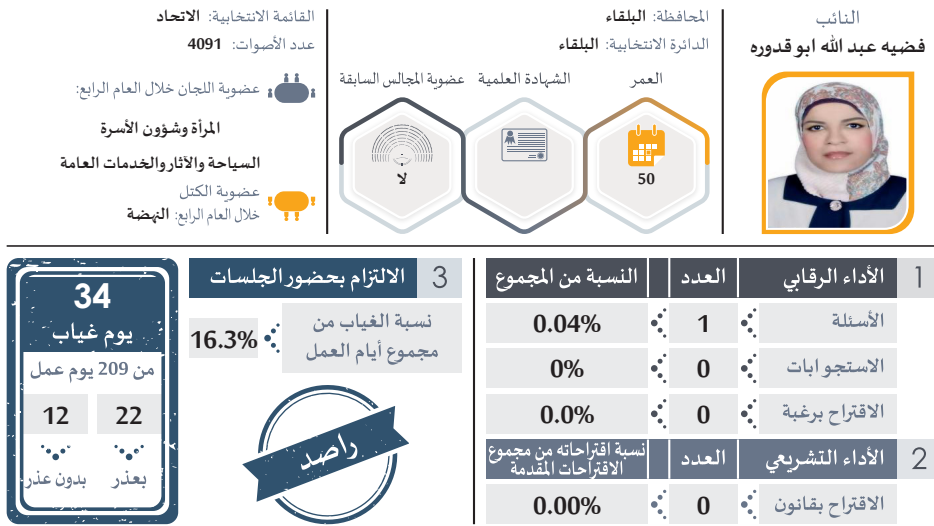 النائب
فضيه عبد الله ابو قدوره
المحافظة: البلقاء
الدائرة الانتخابية: البلقاء
العمر
50
الشهادة العلمية
عضوية المجالس السابقة
لا
القائمة الانتخابية: الاتحاد
عدد الأصوات: 4091
عضوية اللجان خلال العام الرابع:
المرأة وشؤون الأسرة
السياحة والآثار والخدمات العامة
عضوية الكتل
خلال العام الرابع: النهضة
1 الأداء الرقابي العدد النسبة من المجموع
الأسئلة 1 0.04%
الاستجوابات 0 0%
الاقتراح برغبة 0 0.0%
2 الأداء التشريعي العدد نسبة اقتراحاته من مجموع
الاقتراحات المقدمة
الاقتراح بقانون 0 0.00%
3 الالتزام بحضور الجلسات
نسبة الغياب من
مجموع أيام العمل
16.3%
راصد
34
يوم غياب
من 209 يوم عمل
22 12
بعذر بدون عذر